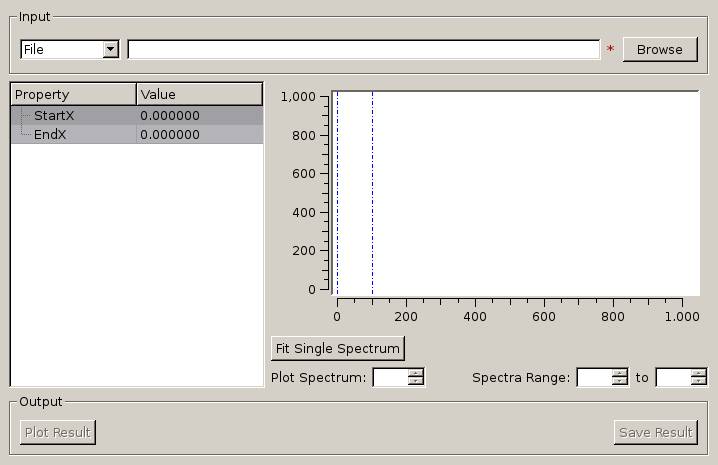 Input
File * Browse
Property Value
StartX 0.000000
EndX 0.000000
1,000
800
600
400
200
0
0 200 400 600 800 1.000
Fit Single Spectrum
Plot Spectrum: Spectra Range: to
Output
Plot Result Save Result